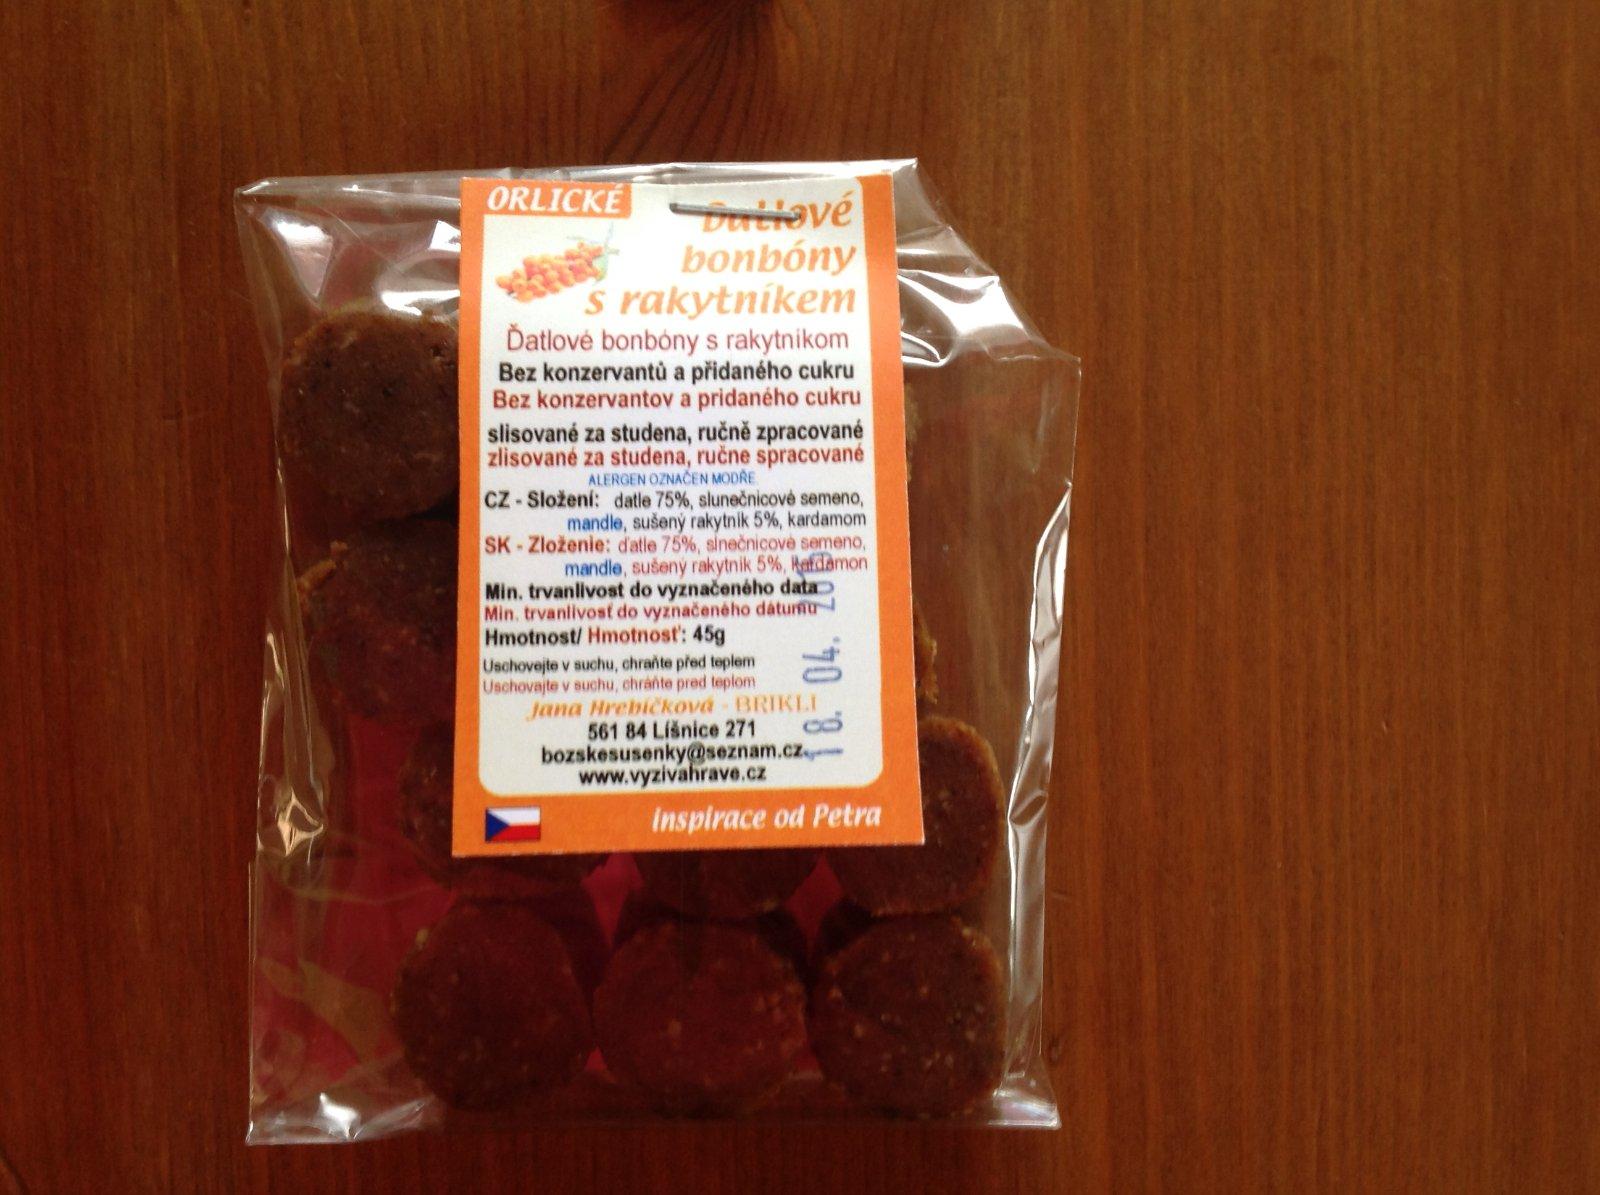 ORLICKÉ
Datlové
bonbóny
s rakytníkem
Ďatlové bonbóny s rakytníkom
Bez konzervantů a přidaného cukru
Bez konzervantov a pridaného cukru
slisované za studena, ručně zpracované
zlisované za studena, ručne spracované
ALERGEN OZNAČEN MODŘE
CZ - Složení: datle 75%, slunečnicové semeno,
mandle, sušený rakytník 5%, kardamom
SK - Zloženie: ďatle 75%, slnečnicové semeno,
mandle, sušený rakytník 5%, kardamon
Min. trvanlivost do vyznačeného data
Min. trvanlivosť do vyznačeného dátumu
Hmotnost/ Hmotnosť: 45g
Uschovejte v suchu, chraňte před teplem
Uschovajte v suchu, chráňte pred teplom
Jana Hrebíčková - BRIKLI
561 84 Líšnice 271
bozskesusenky@seznam.cz
www.vyzivahrave.cz
18. 04.
inspirace od Petra